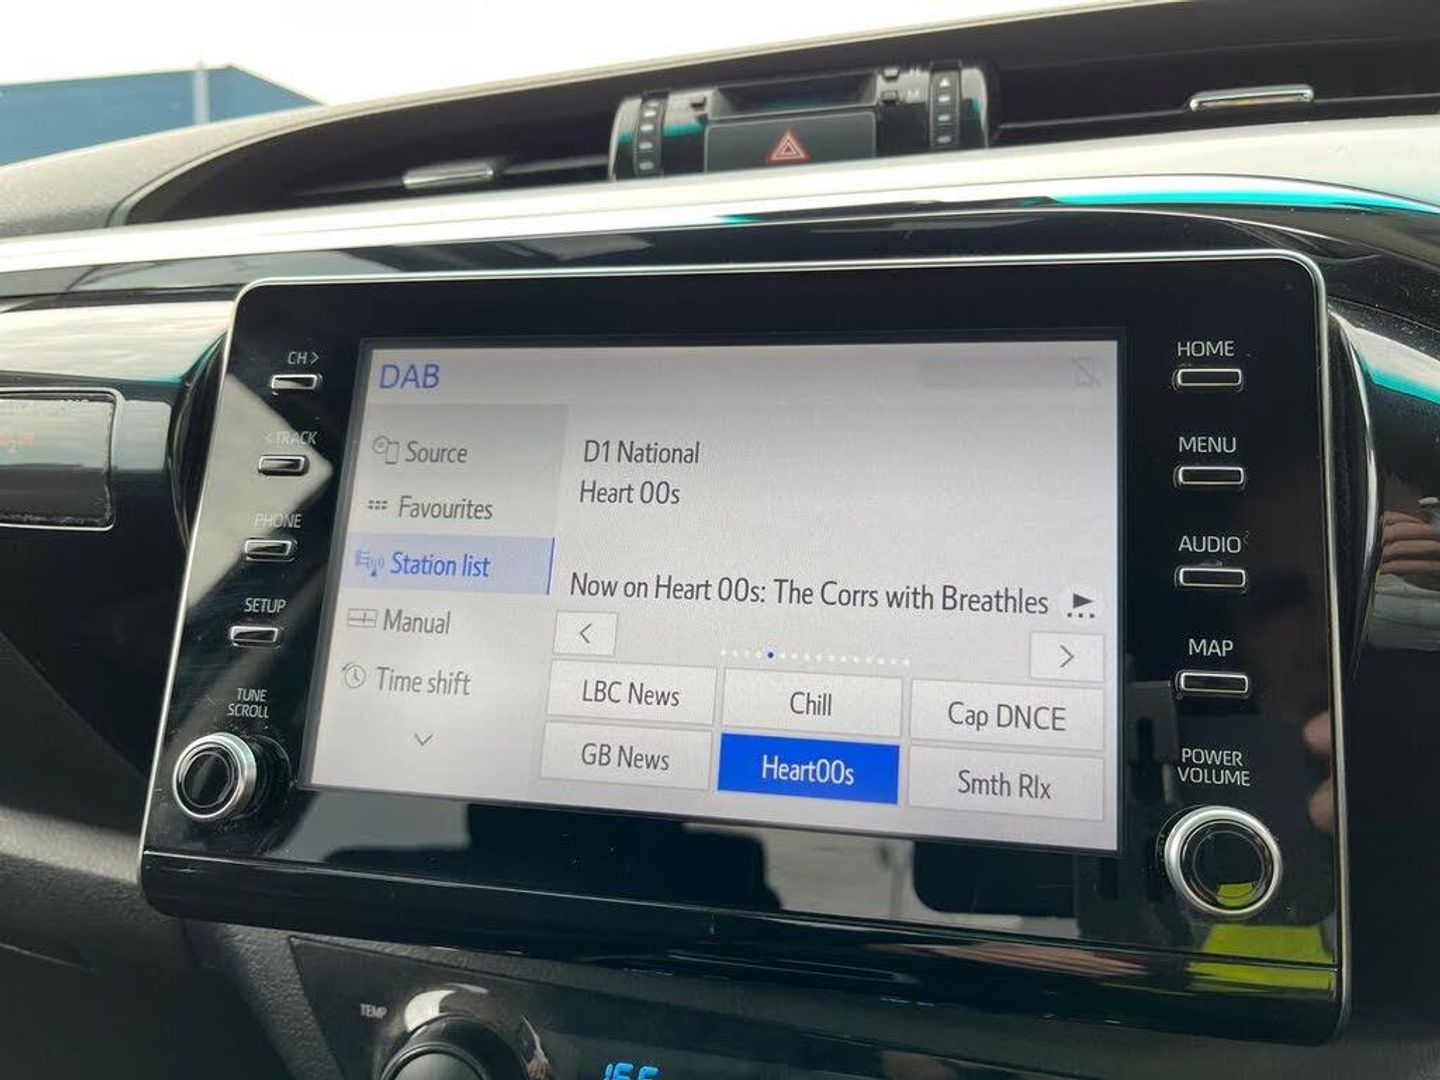 CH >
< TRACK
PHONE
SETUP
TUNE
SCROLL
DAB
Source
Favourites
Station list
Manual
Time shift
D1 National
Heart 00s
Now on Heart 00s: The Corrs with Breathles
LBC News
Chill
Cap DNCE
GB News
Heart00s
Smth Rlx
HOME
MENU
AUDIO
MAP
POWER
VOLUME
TEMP